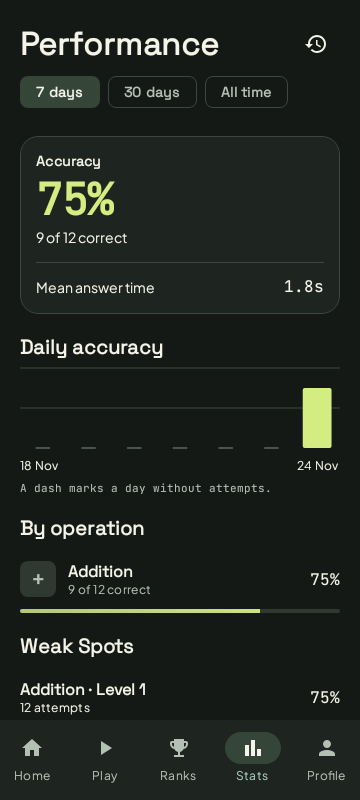 Performance
7 days
30 days
All time
Accuracy
75%
9 of 12 correct
Mean answer time
1.8s
Daily accuracy
18 Nov
24 Nov
A dash marks a day without attempts.
By operation
+
Addition
9 of 12 correct
75%
Weak Spots
Addition · Level 1
12 attempts
75%
Home
Play
Ranks
Stats
Profile